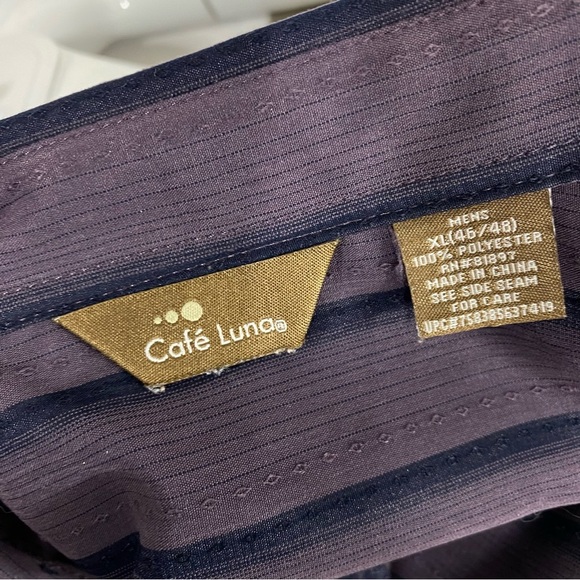 Café Luna®
MENS
XL(46/48)
100% POLYESTER
RN#81897
MADE IN CHINA
SEE SIDE SEAM
FOR CARE
UPC#758385637419